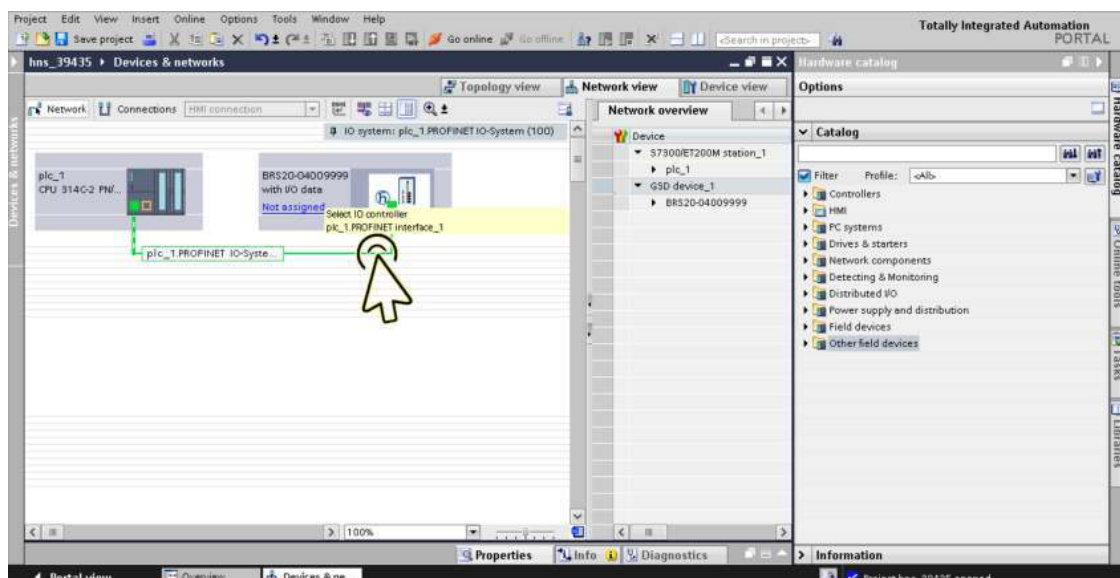 Project Edit View Insert Online Options Tools Window Help
Totally Integrated Automation
PORTAL
Save project Go online Go offline <Search in project>
hns_39435 ▸ Devices & networks
Hardware catalog
Topology view Network view Device view
Options
Network Connections HMI connection
Network overview
IO system: plc_1.PROFINET IO-System (100)
Device
Catalog
S7300/ET200M station_1
plc_1
GSD device_1
BRS20-04009999
plc_1
CPU 314C-2 PN/...
BRS20-04009999
with I/O data
Not assigned
Select IO controller
plc_1.PROFINET interface_1
plc_1.PROFINET IO-Syste...
Filter Profile: <All>
Controllers
HMI
PC systems
Drives & starters
Network components
Detecting & Monitoring
Distributed I/O
Power supply and distribution
Field devices
Other field devices
Devices & networks
Hardware catalog
Online tools
Tasks
Libraries
100%
Properties Info Diagnostics
Information
Portal view Overview Devices & ne...
Project hns_39435 opened